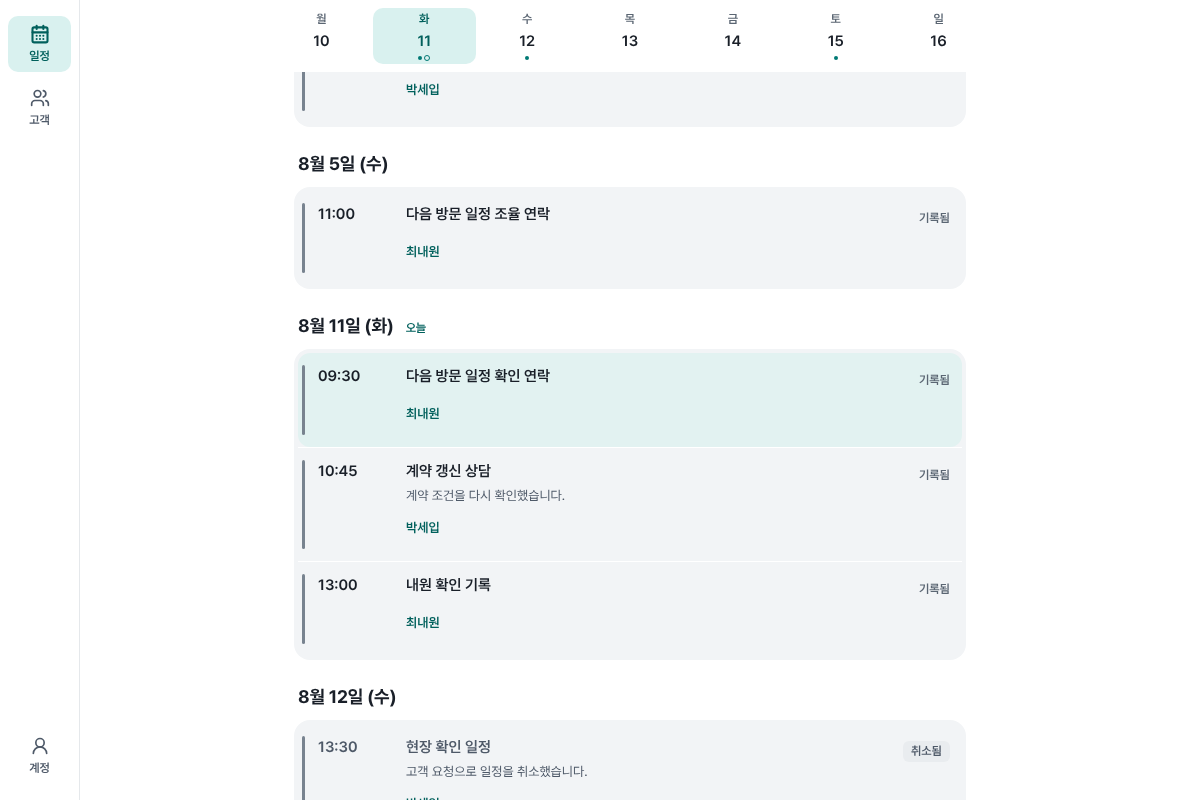 일정
고객
계정
월 화 수 목 금 토 일
10 11 12 13 14 15 16
박세입
8월 5일 (수)
11:00 다음 방문 일정 조율 연락 기록됨
최내원
8월 11일 (화) 오늘
09:30 다음 방문 일정 확인 연락 기록됨
최내원
10:45 계약 갱신 상담 기록됨
계약 조건을 다시 확인했습니다.
박세입
13:00 내원 확인 기록 기록됨
최내원
8월 12일 (수)
13:30 현장 확인 일정 취소됨
고객 요청으로 일정을 취소했습니다.